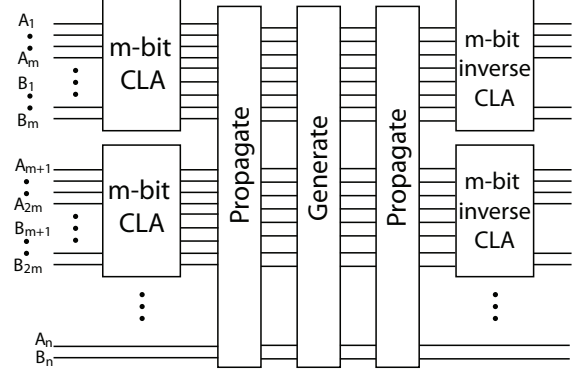 A1
Am
B1
Bm
m-bit
CLA
Am+1
A2m
Bm+1
B2m
m-bit
CLA
An
Bn
Propagate
Generate
Propagate
m-bit
inverse
CLA
m-bit
inverse
CLA